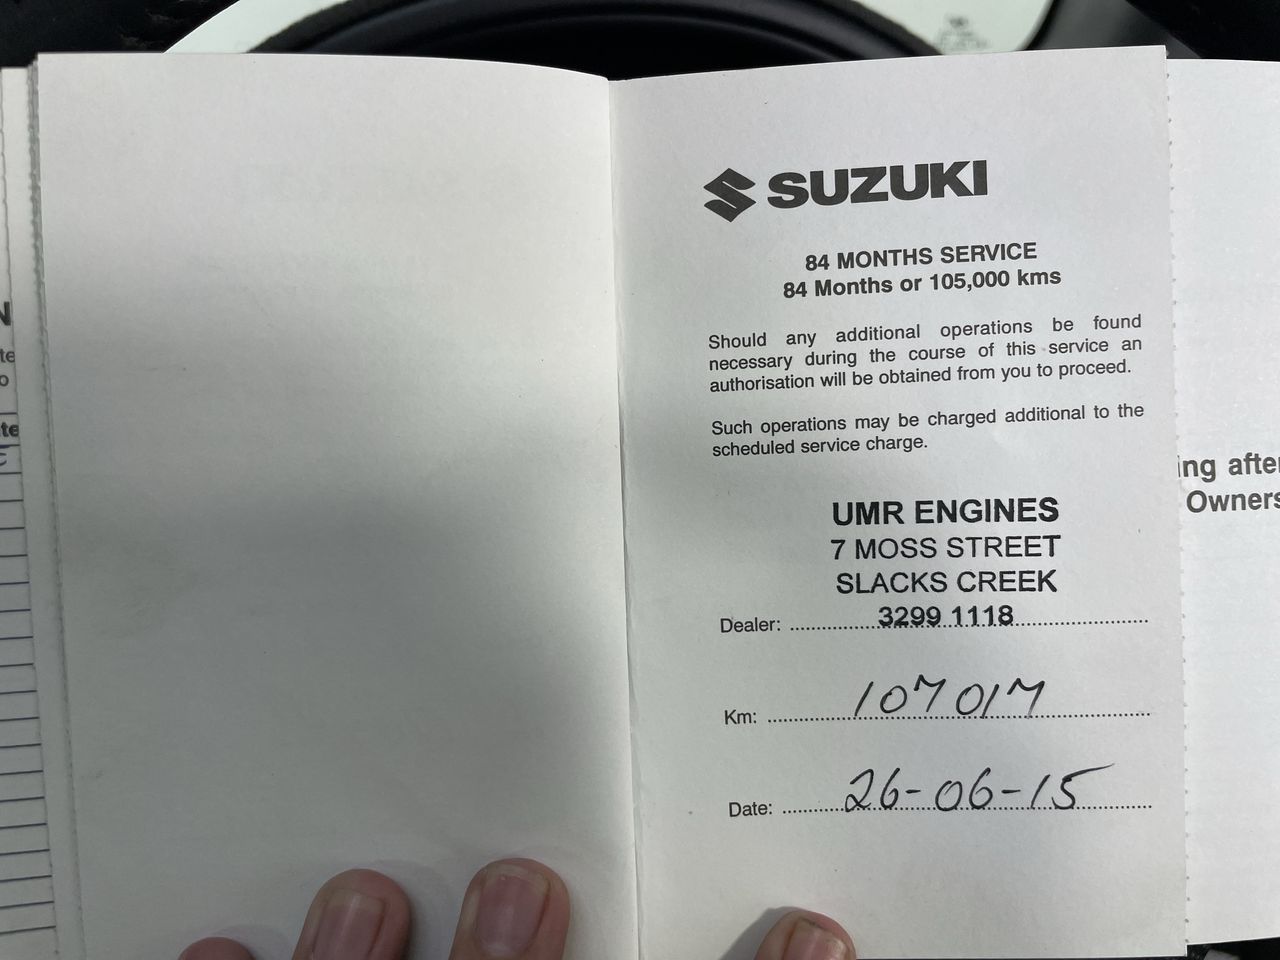 SUZUKI
84 MONTHS SERVICE
84 Months or 105,000 kms
Should any additional operations be found
necessary during the course of this service an
authorisation will be obtained from you to proceed.
Such operations may be charged additional to the
scheduled service charge.
UMR ENGINES
7 MOSS STREET
SLACKS CREEK
Dealer: 3299 1118
Km: 107017
Date: 26-06-15
ing after
Owners